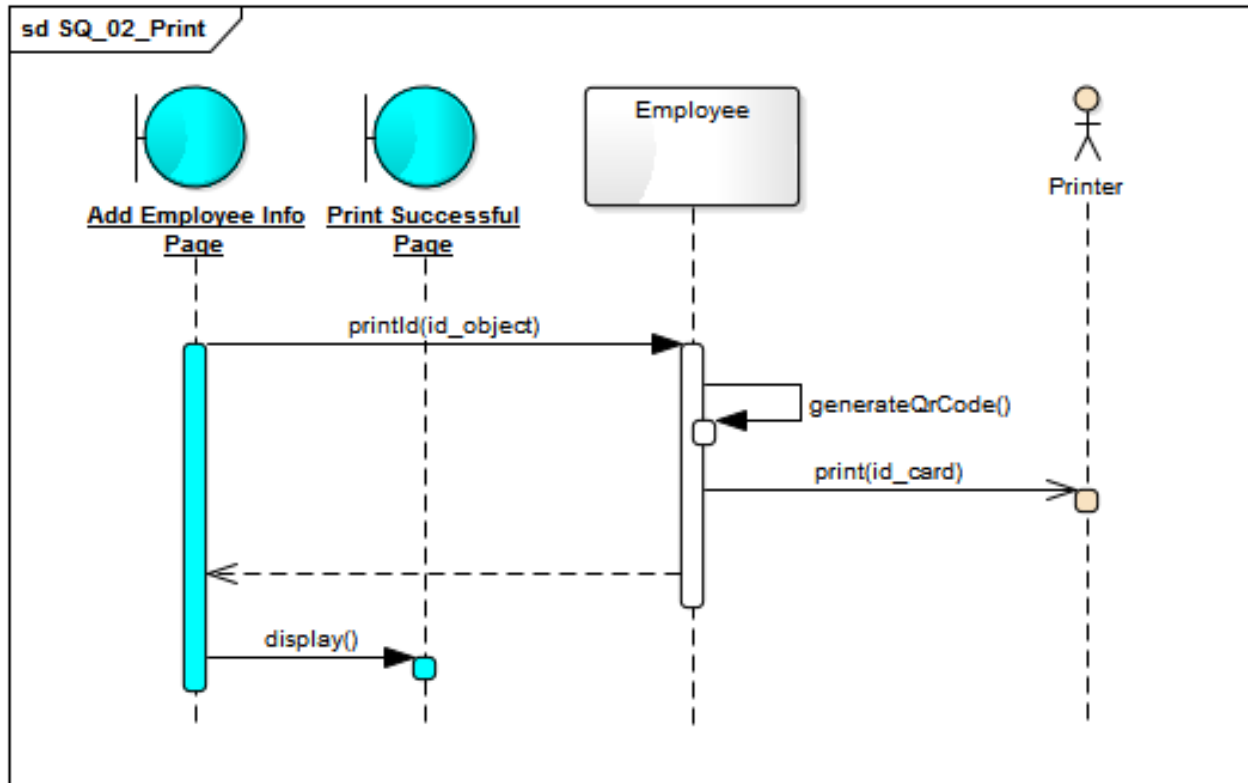 sd SQ_02_Print
Employee
Printer
Add Employee Info
Page
Print Successful
Page
printId(id_object)
generateQrCode()
print(id_card)
display()